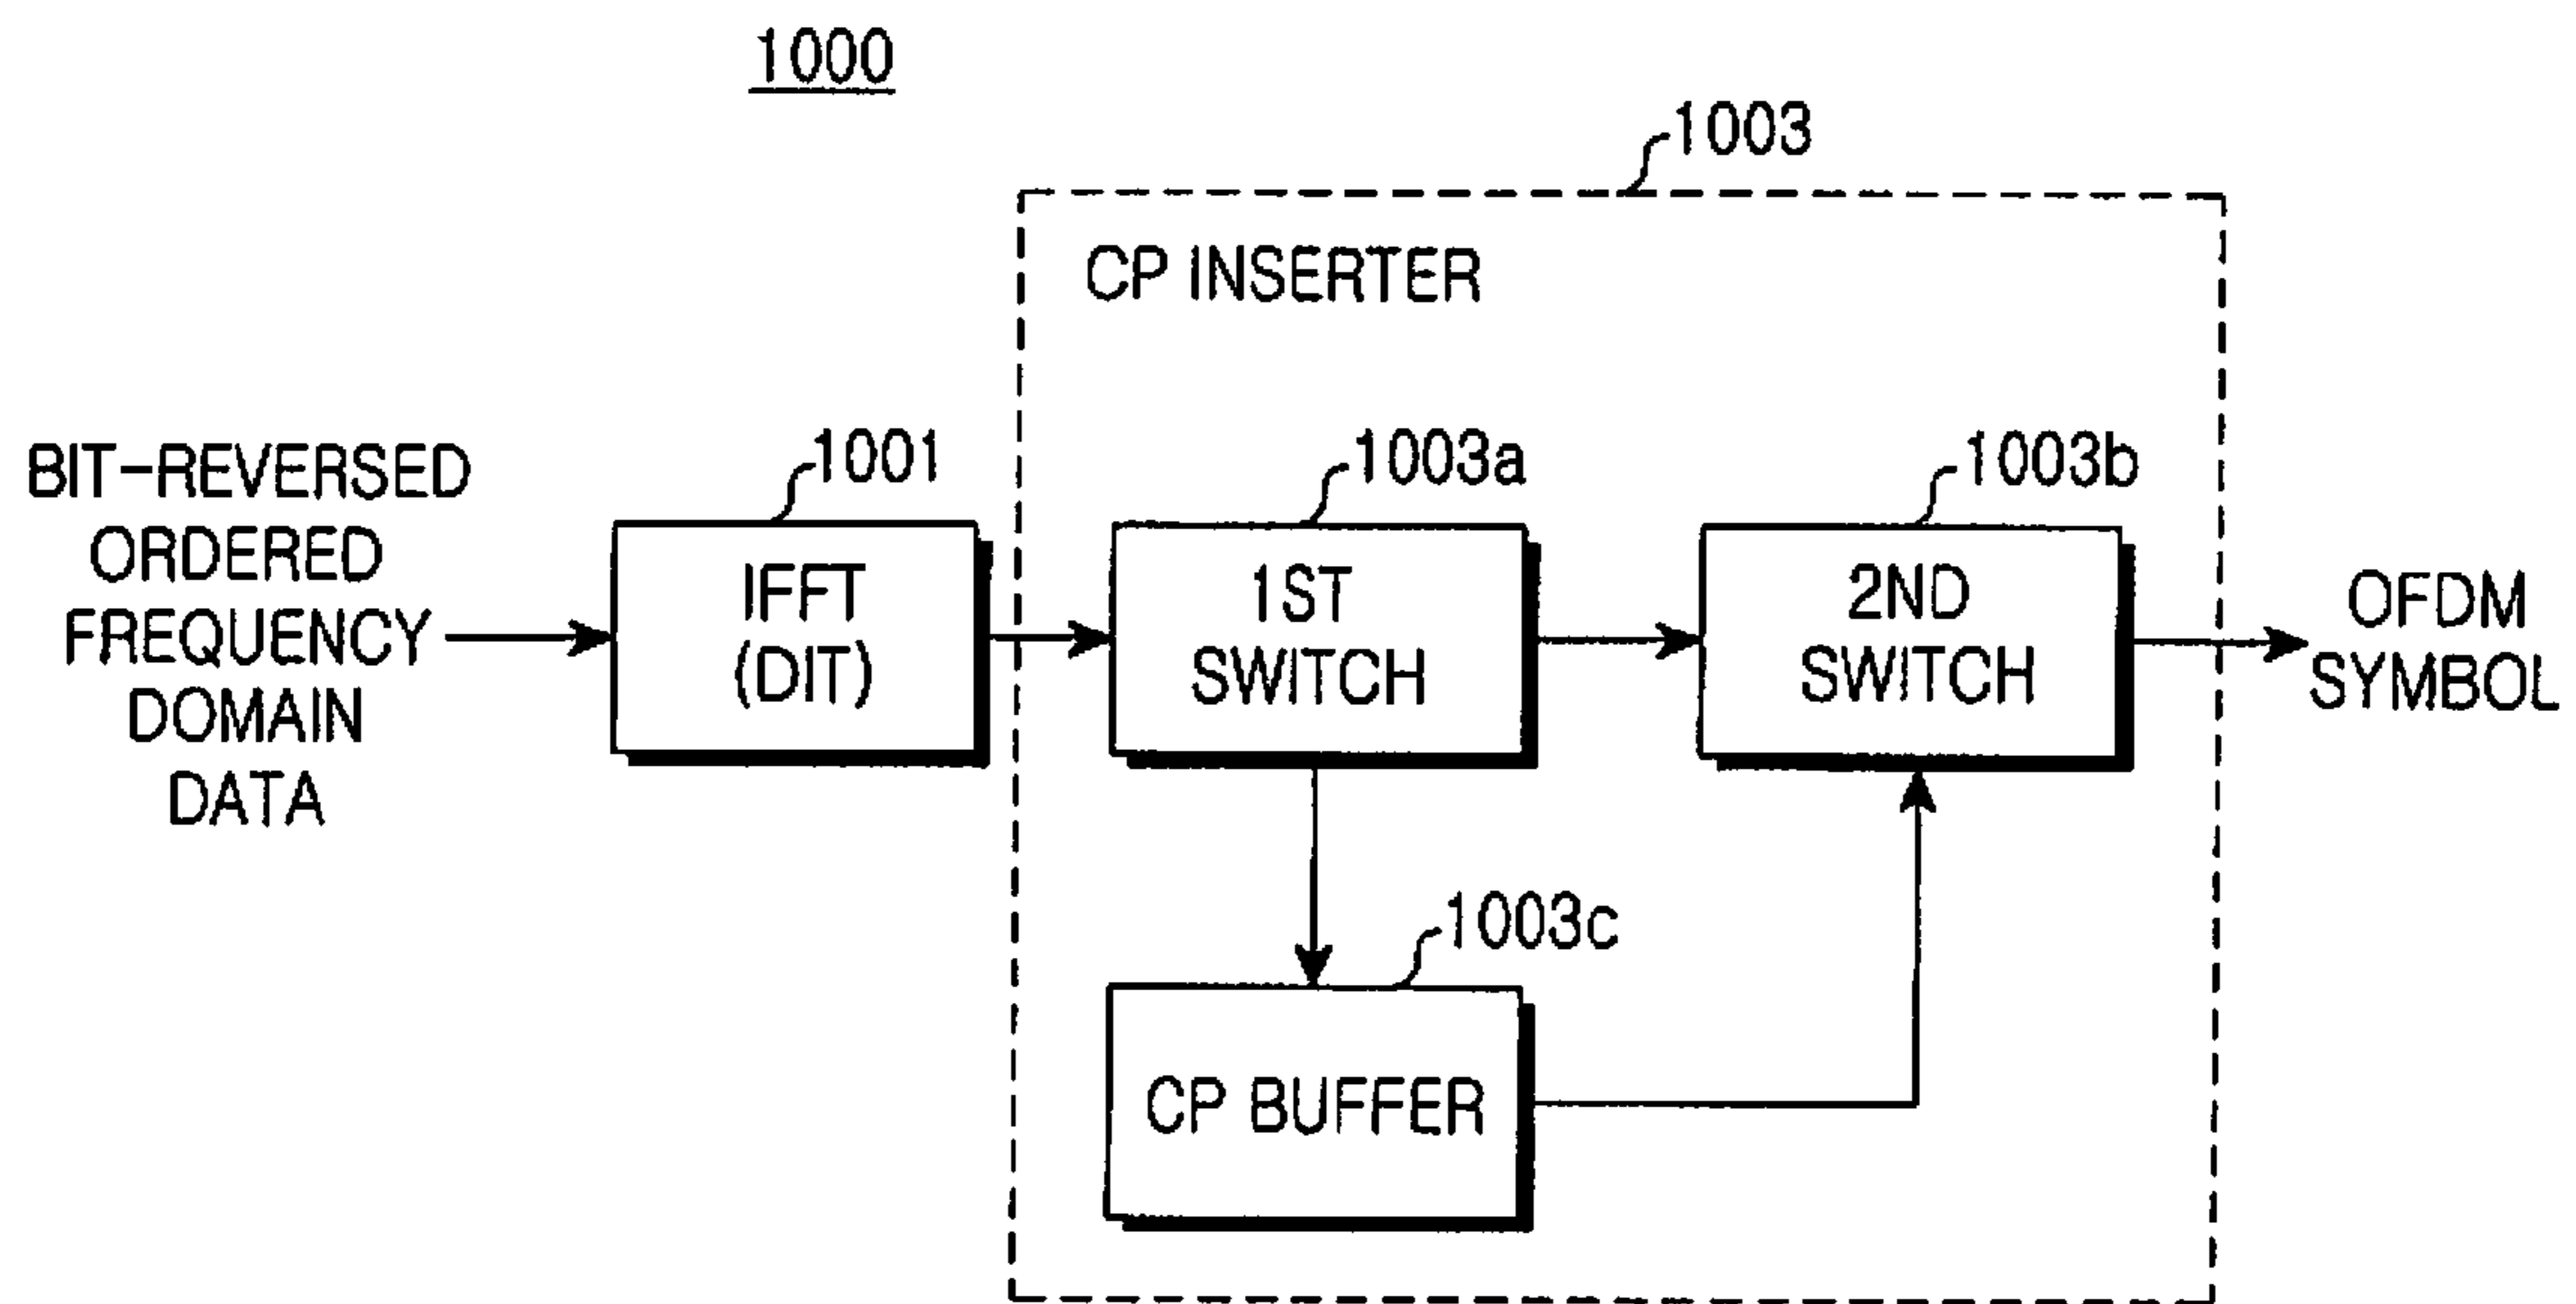 1000
1003
CP INSERTER
BIT-REVERSED
ORDERED
FREQUENCY
DOMAIN
DATA
1001
IFFT
(DIT)
1003a
1ST
SWITCH
1003b
2ND
SWITCH
OFDM
SYMBOL
1003c
CP BUFFER